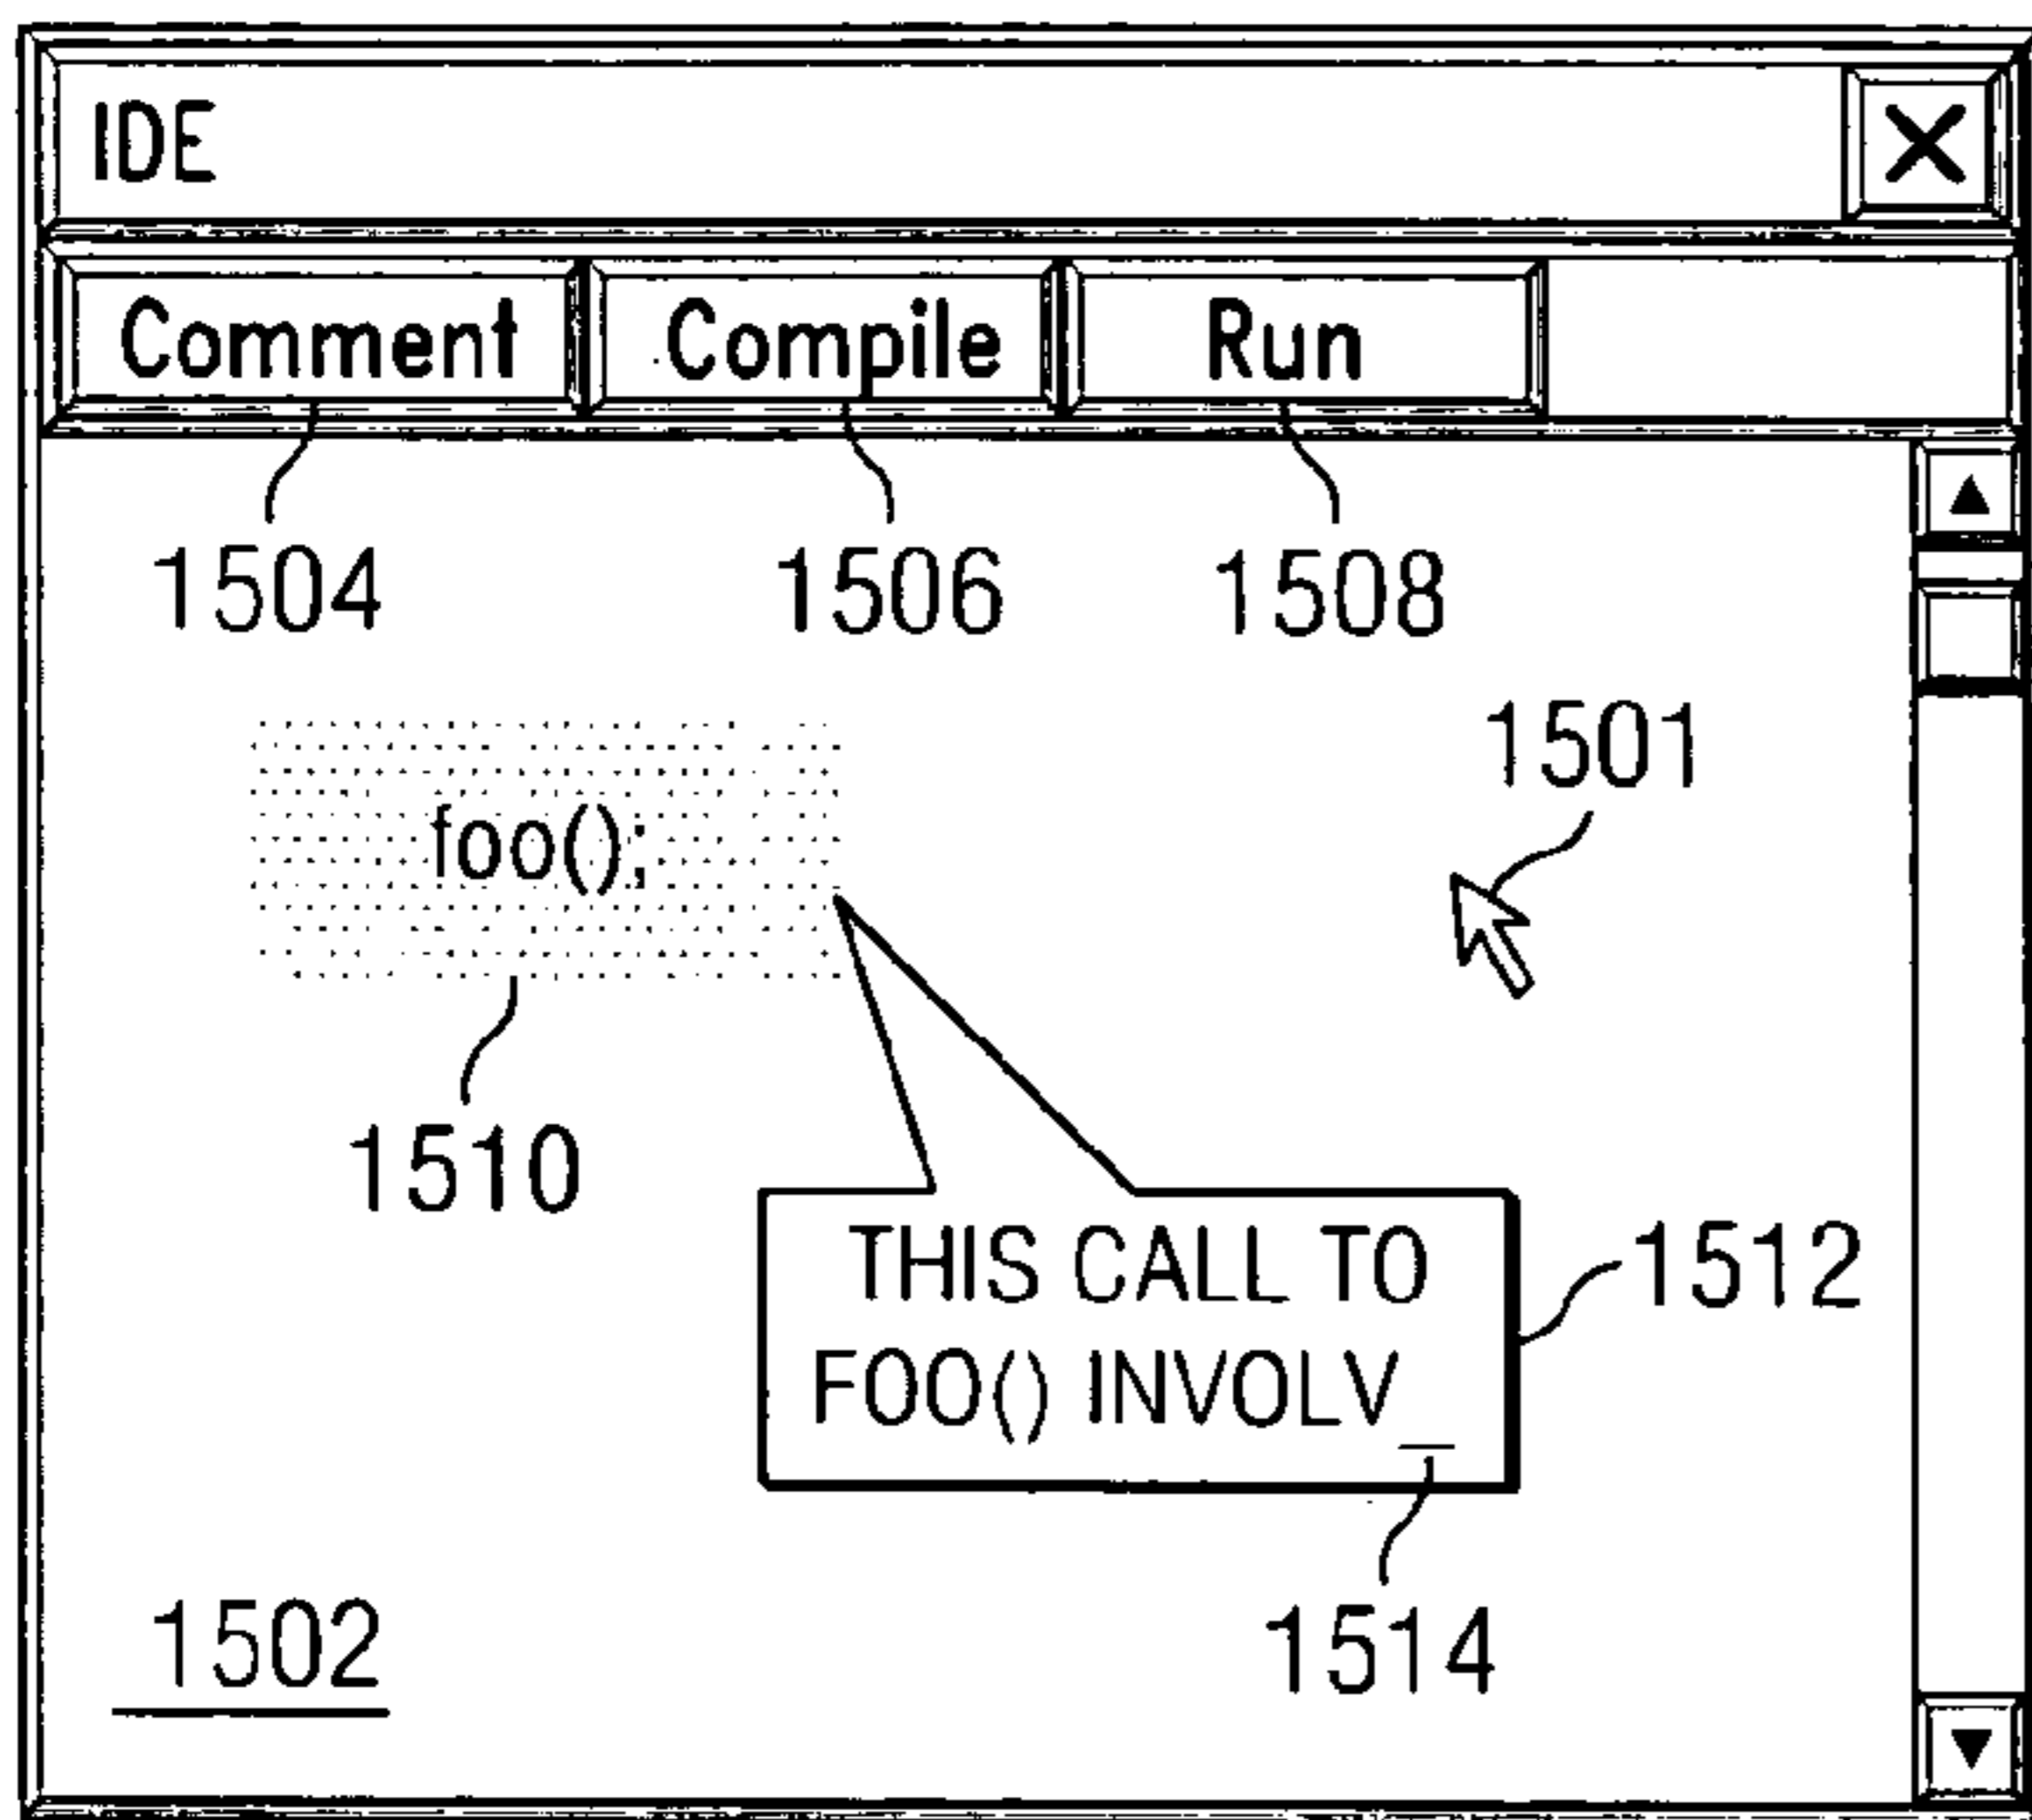 IDE
Comment Compile Run
1504 1506 1508
1501
foo();
1510
THIS CALL TO
1512
FOO() INVOLV_
1514
1502